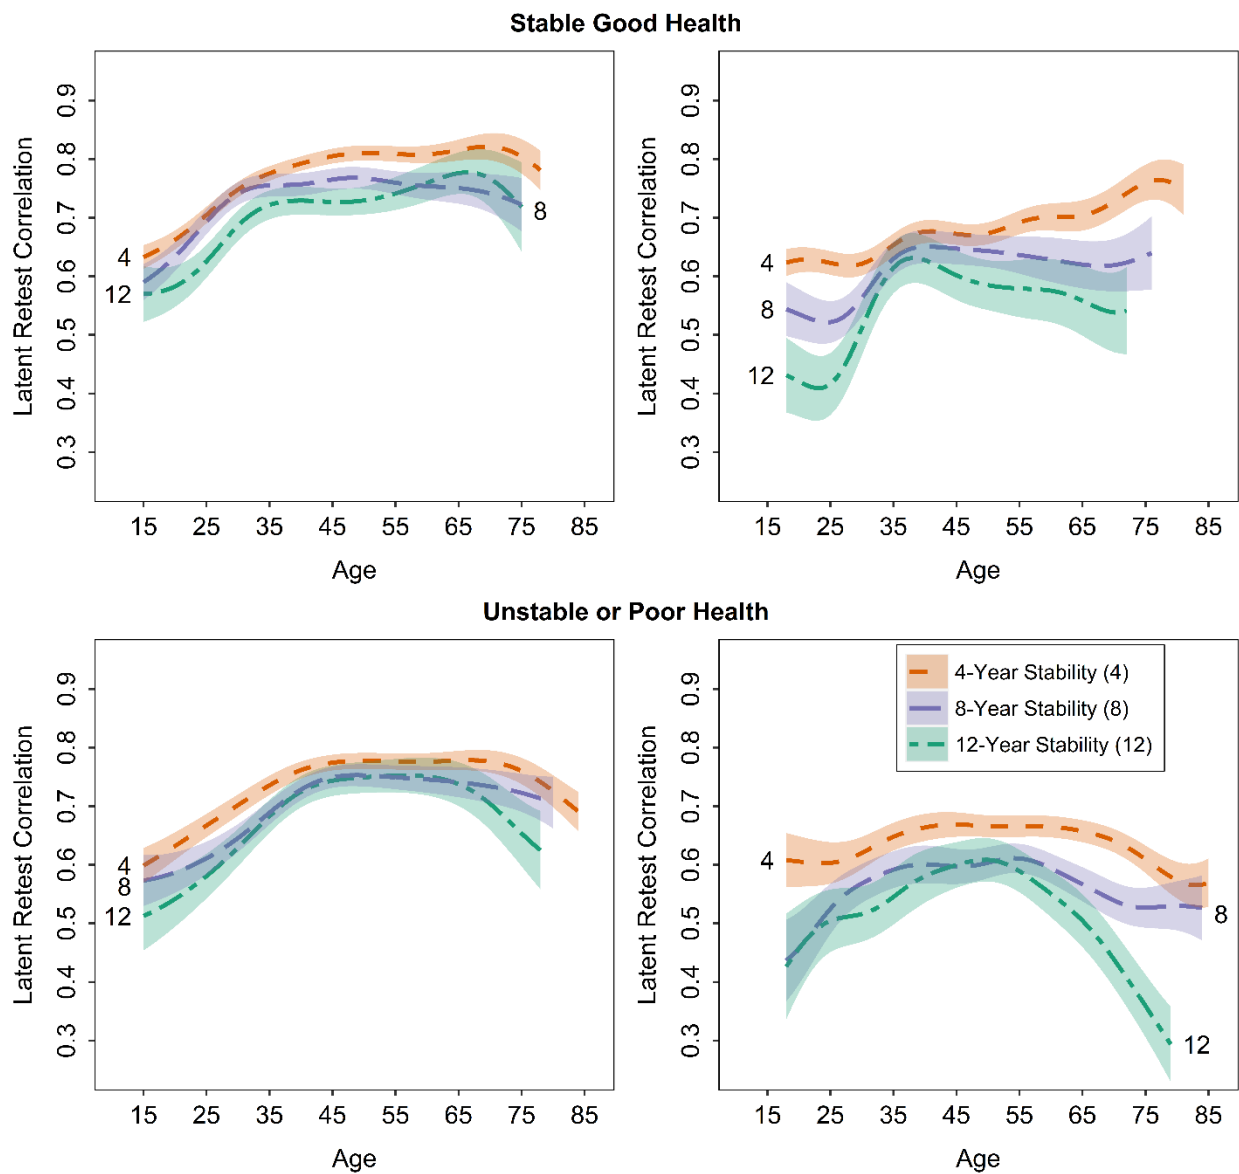 Stable Good Health
Latent Retest Correlation
0.9
0.8
0.7
0.6
0.5
0.4
0.3
4
12
8
15 25 35 45 55 65 75 85
Age
Latent Retest Correlation
0.9
0.8
0.7
0.6
0.5
0.4
0.3
4
8
12
15 25 35 45 55 65 75 85
Age
Unstable or Poor Health
Latent Retest Correlation
0.9
0.8
0.7
0.6
0.5
0.4
0.3
4
8
12
15 25 35 45 55 65 75 85
Age
Latent Retest Correlation
0.9
0.8
0.7
0.6
0.5
0.4
0.3
4-Year Stability (4)
8-Year Stability (8)
12-Year Stability (12)
4
8
12
15 25 35 45 55 65 75 85
Age